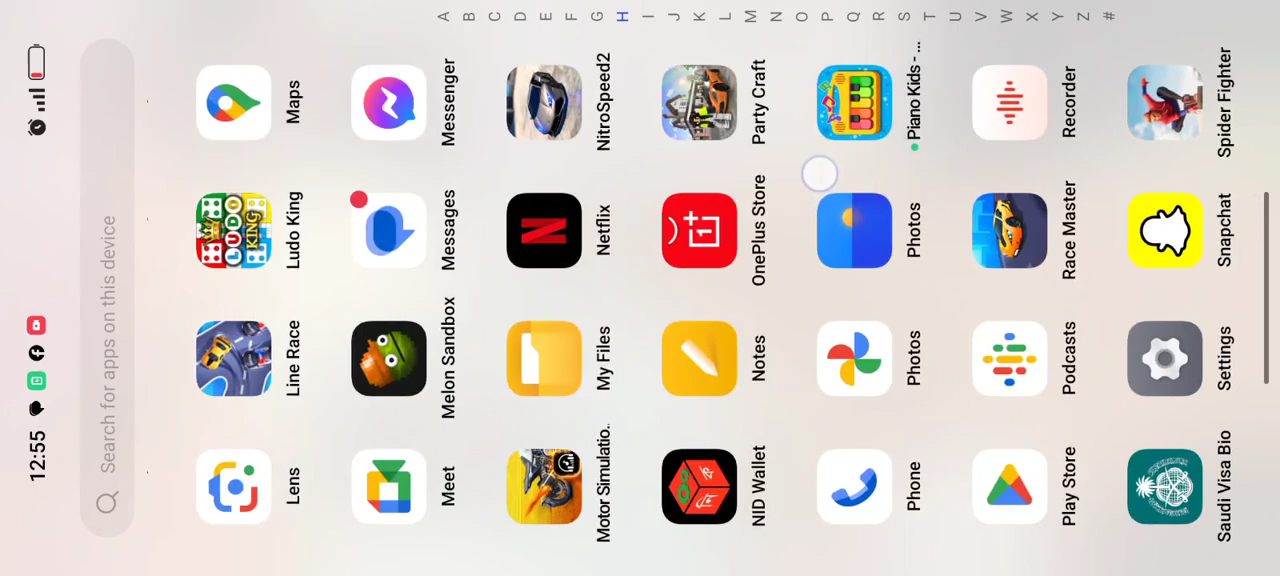 12:55
Search for apps on this device
A
B
C
D
E
F
G
H
I
J
K
L
M
N
O
P
Q
R
S
T
U
V
W
X
Y
Z
#
LUDO
KING
Lens
Line Race
Ludo King
Maps
Meet
Melon Sandbox
Messages
Messenger
Motor Simulatio..
My Files
Netflix
NitroSpeed2
NID Wallet
Notes
OnePlus Store
Party Craft
Phone
Photos
Photos
Piano Kids - ...
Play Store
Podcasts
Race Master
Recorder
Saudi Visa Bio
Settings
Snapchat
Spider Fighter